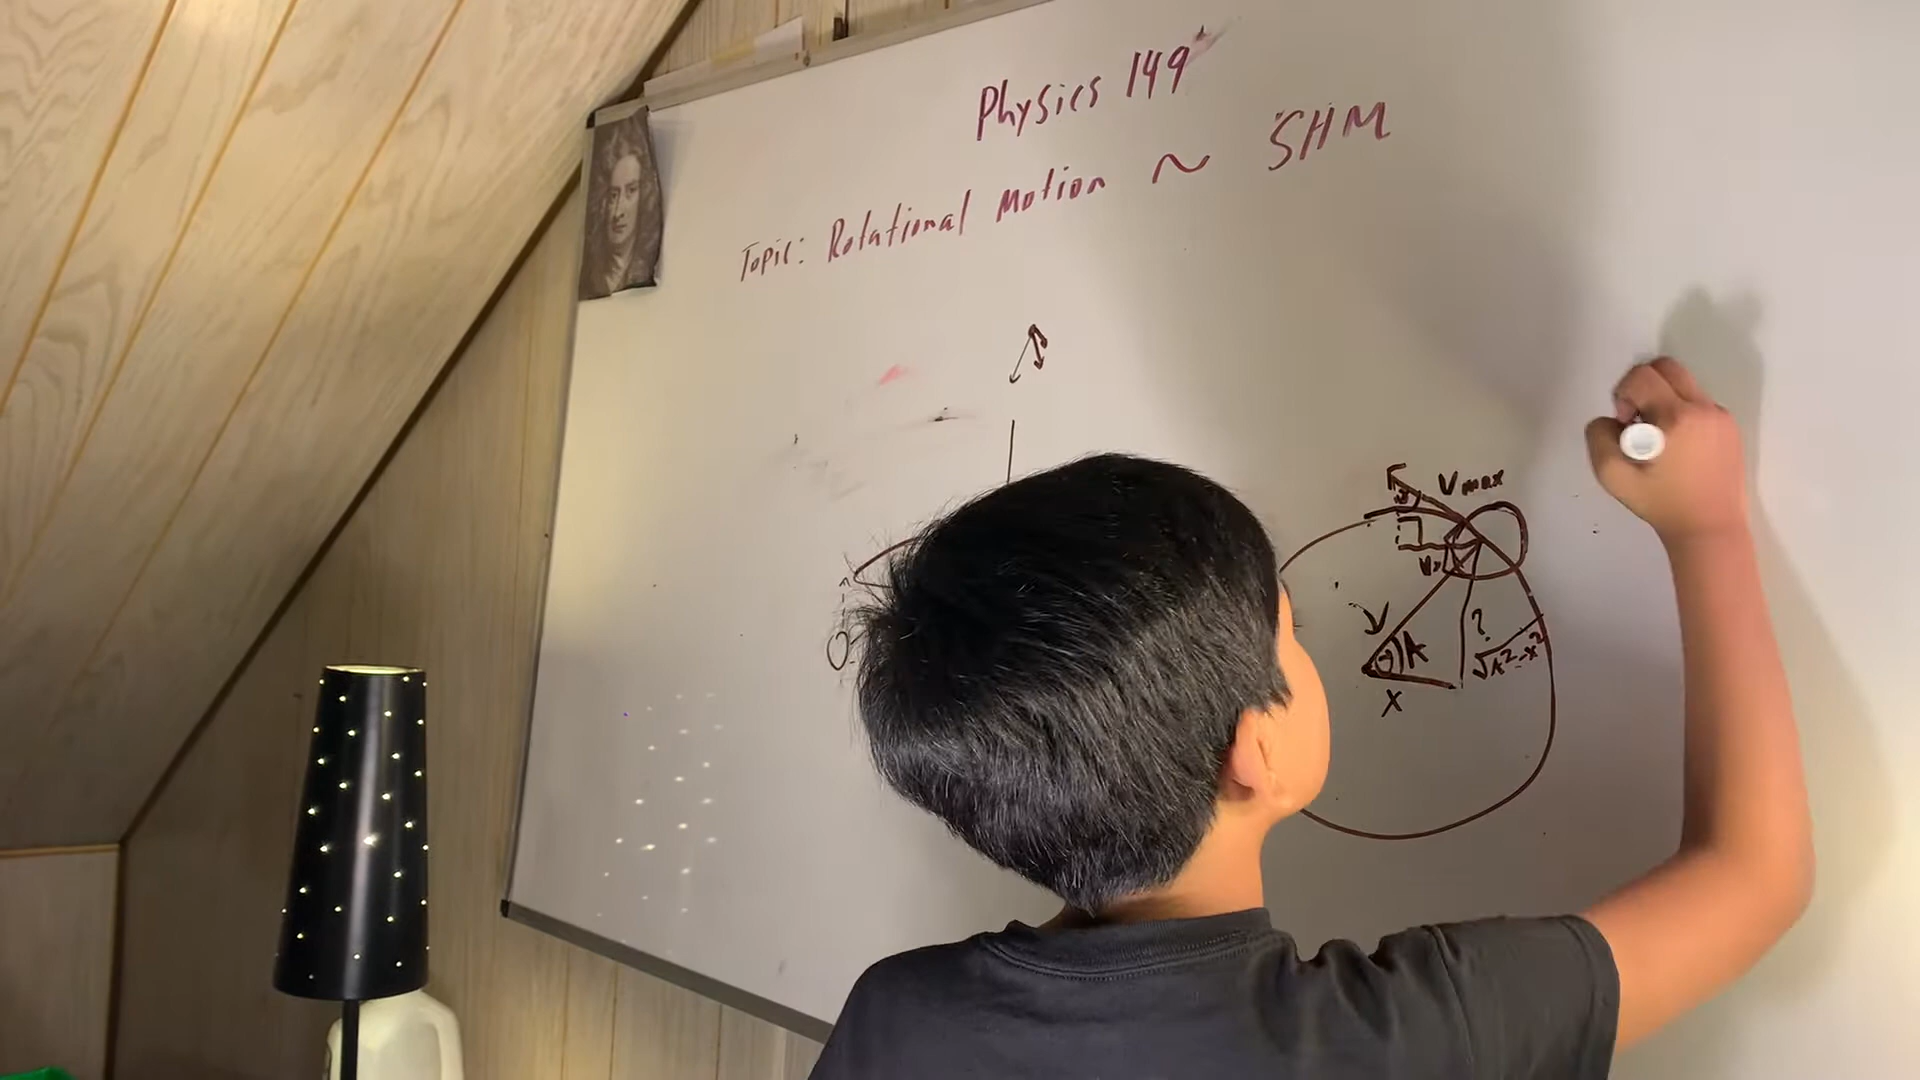 Physics 149
Topic: Rotational Motion ~ SHM
Vmax
?
A
√A²-x²
x